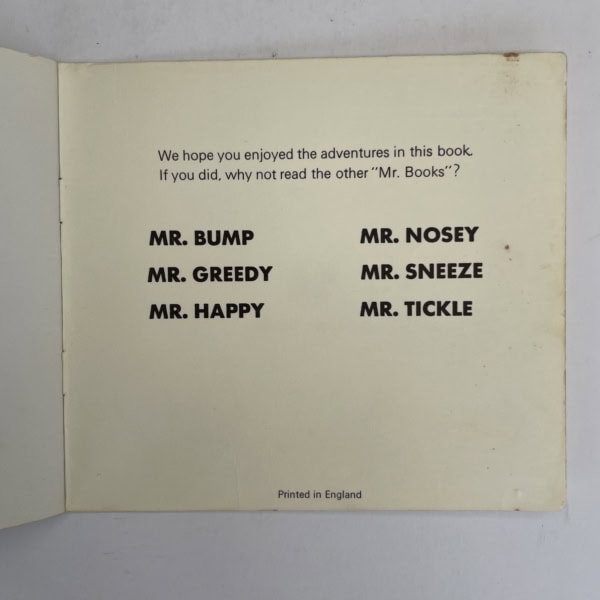 We hope you enjoyed the adventures in this book.
If you did, why not read the other "Mr. Books"?
MR. BUMP
MR. GREEDY
MR. HAPPY
MR. NOSEY
MR. SNEEZE
MR. TICKLE
Printed in England